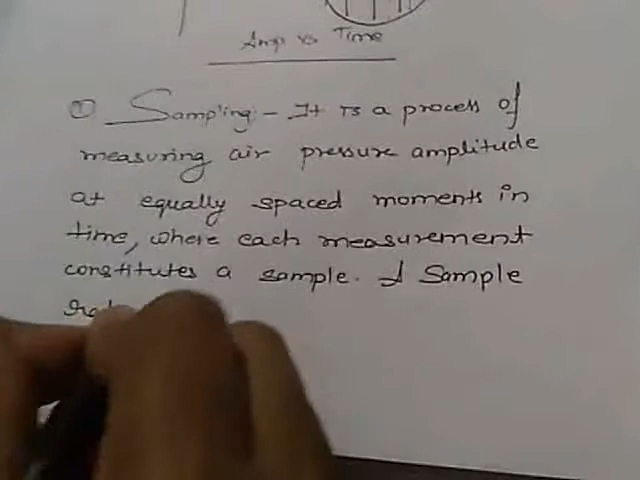 Amp vs Time
① Sampling:- It is a process of
measuring air pressure amplitude
at equally spaced moments in
time, where each measurement
constitutes a sample. A Sample